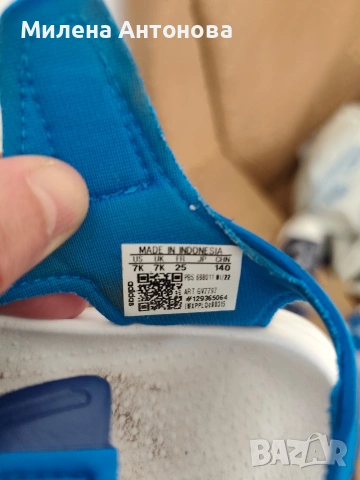 Милена Антонова
MADE IN INDONESIA
US UK FR JP CHN
7K 7K 25 140
adidas
ART GV7797
#129365064
BAZAR